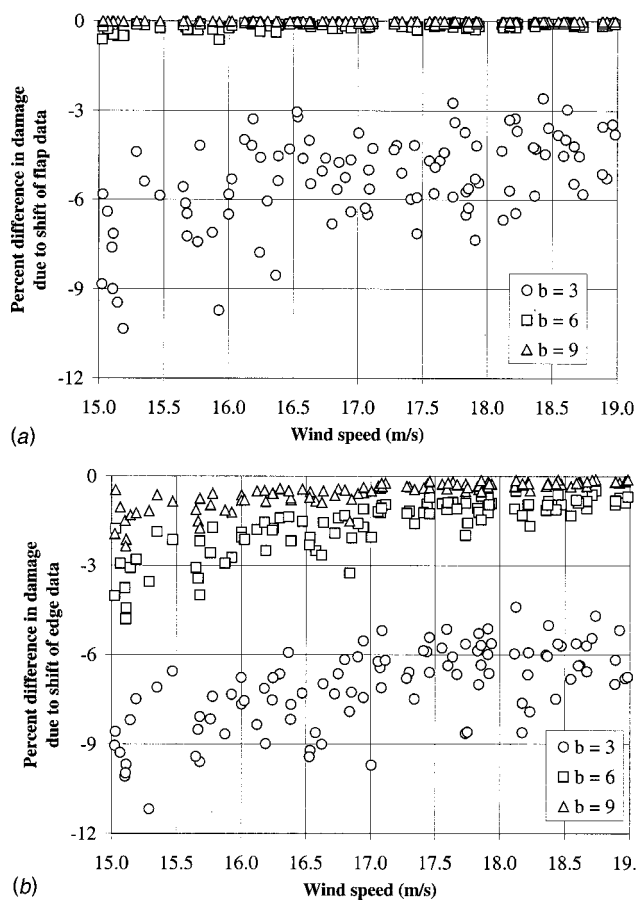 0
-3
-6
-9
-12
Percent difference in damage
due to shift of flap data
b = 3
b = 6
b = 9
15.0 15.5 16.0 16.5 17.0 17.5 18.0 18.5 19.0
Wind speed (m/s)
(a)
0
-3
-6
-9
-12
Percent difference in damage
due to shift of edge data
b = 3
b = 6
b = 9
15.0 15.5 16.0 16.5 17.0 17.5 18.0 18.5 19.
Wind speed (m/s)
(b)